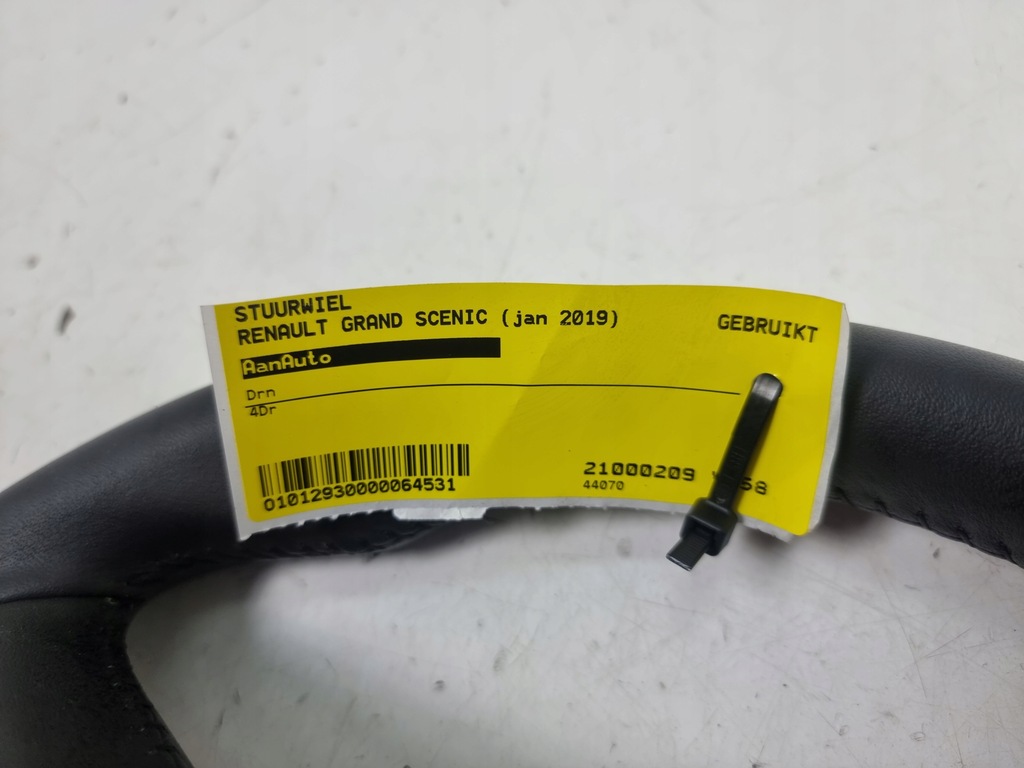 STUURWIEL
RENAULT GRAND SCENIC (jan 2019)
GEBRUIKT
AanAuto
Drn
4Dr
01012930000064531
21000209
44070